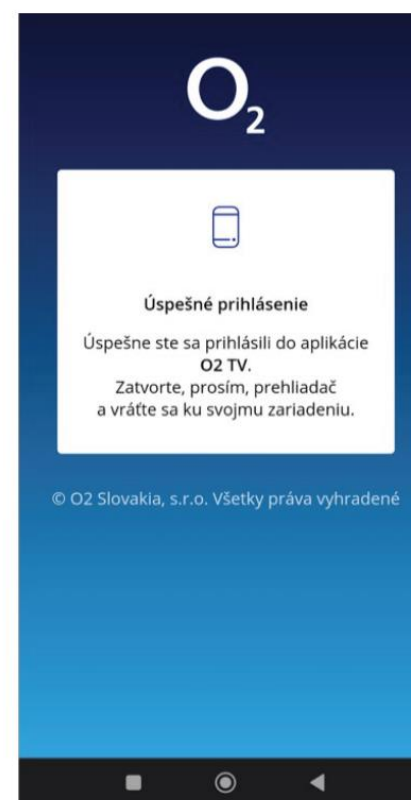 O2
Úspešné prihlásenie
Úspešne ste sa prihlásili do aplikácie
O2 TV.
Zatvorte, prosím, prehliadač
a vráťte sa ku svojmu zariadeniu.
© O2 Slovakia, s.r.o. Všetky práva vyhradené